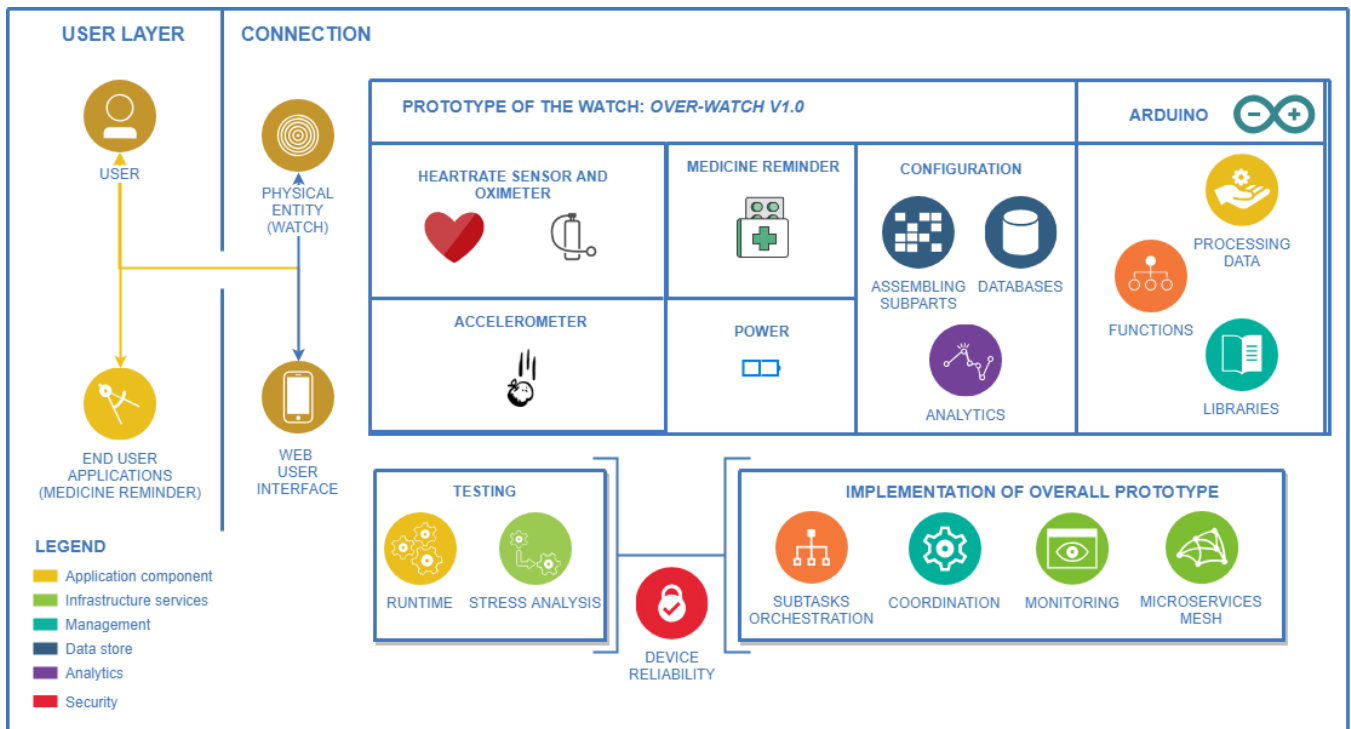 USER LAYER
CONNECTION
USER
PHYSICAL
ENTITY
(WATCH)
END USER
APPLICATIONS
(MEDICINE REMINDER)
WEB
USER
INTERFACE
PROTOTYPE OF THE WATCH: OVER-WATCH V1.0
ARDUINO
HEARTRATE SENSOR AND
OXIMETER
MEDICINE REMINDER
CONFIGURATION
ASSEMBLING
SUBPARTS
DATABASES
ANALYTICS
ACCELEROMETER
POWER
PROCESSING
DATA
FUNCTIONS
LIBRARIES
TESTING
RUNTIME
STRESS ANALYSIS
DEVICE
RELIABILITY
IMPLEMENTATION OF OVERALL PROTOTYPE
SUBTASKS
ORCHESTRATION
COORDINATION
MONITORING
MICROSERVICES
MESH
LEGEND
Application component
Infrastructure services
Management
Data store
Analytics
Security